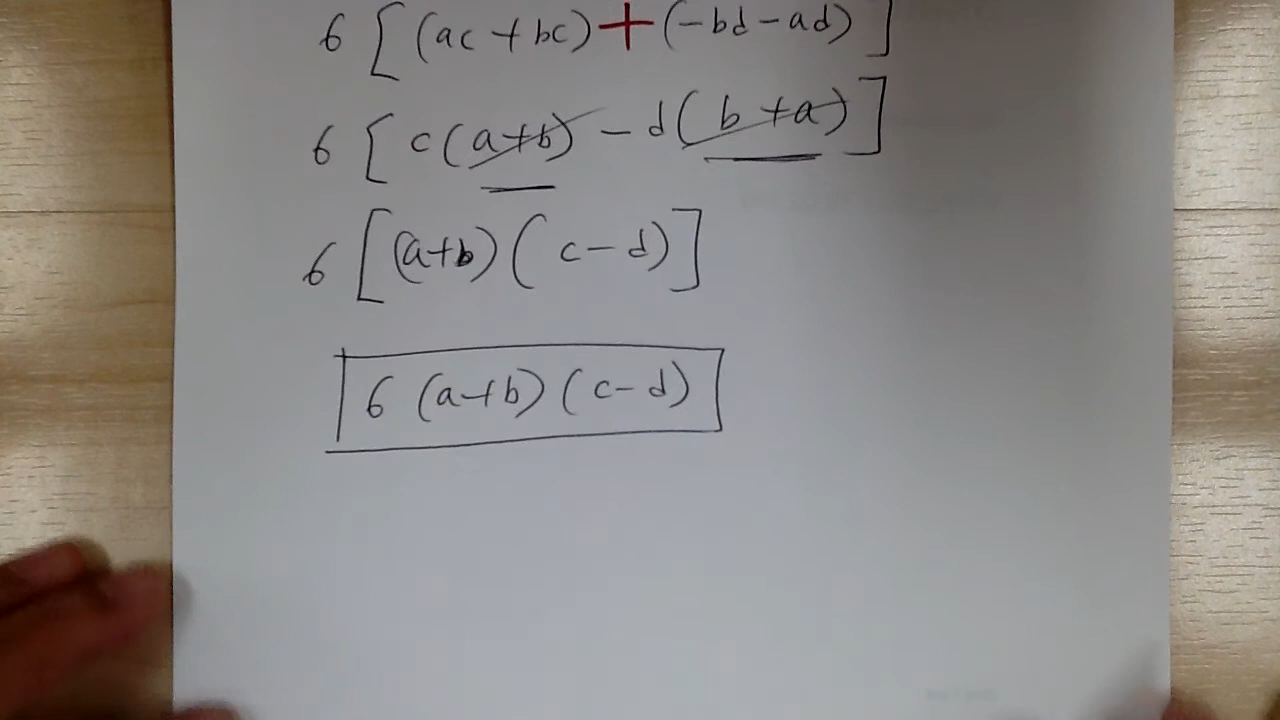 6 [(ac + bc) + (-bd - ad)]
6 [c(a+b) - d(b+a)]
6 [(a+b)(c-d)]
6 (a+b)(c-d)